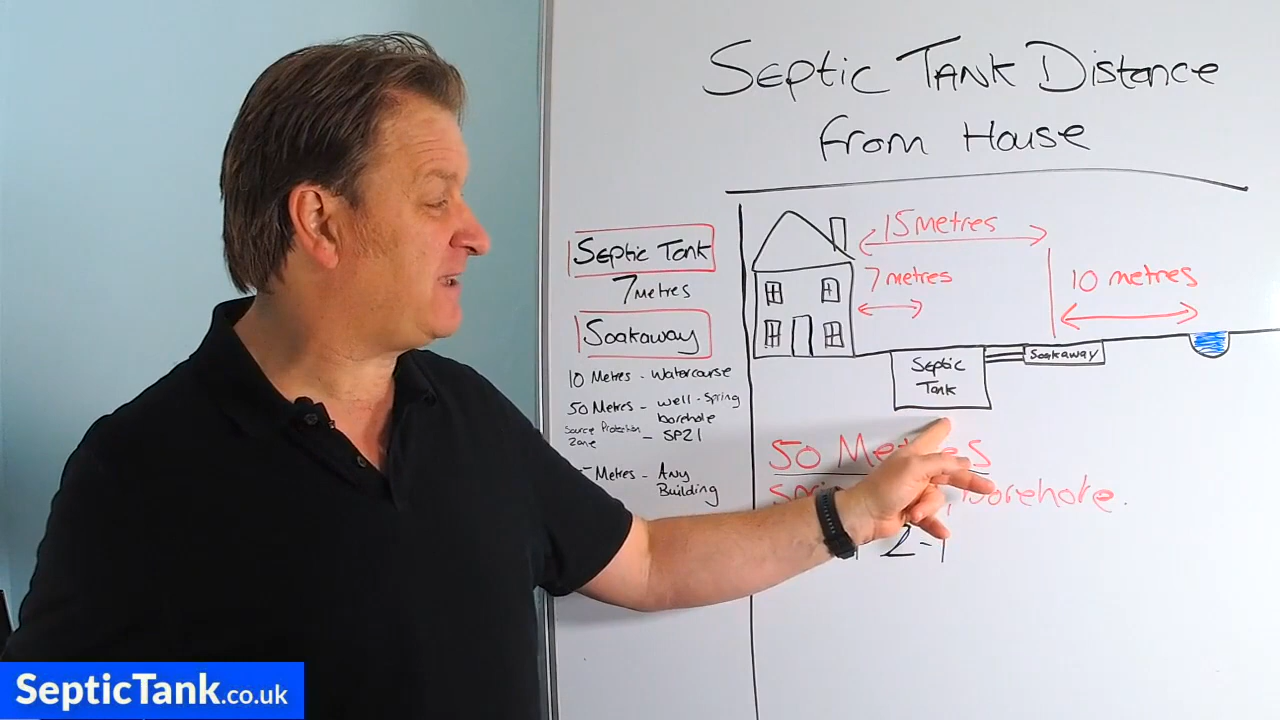 Septic Tank Distance
from House
Septic Tank
7 Metres
Soakaway
10 Metres - Watercourse
50 Metres - well - Spring
borehole
Source Protection
Zone - SPZ1
Metres - Any
Building
15 Metres
7 metres
10 metres
Septic
Tank
Soakaway
50 Metres
borehole.
2-1
SepticTank.co.uk